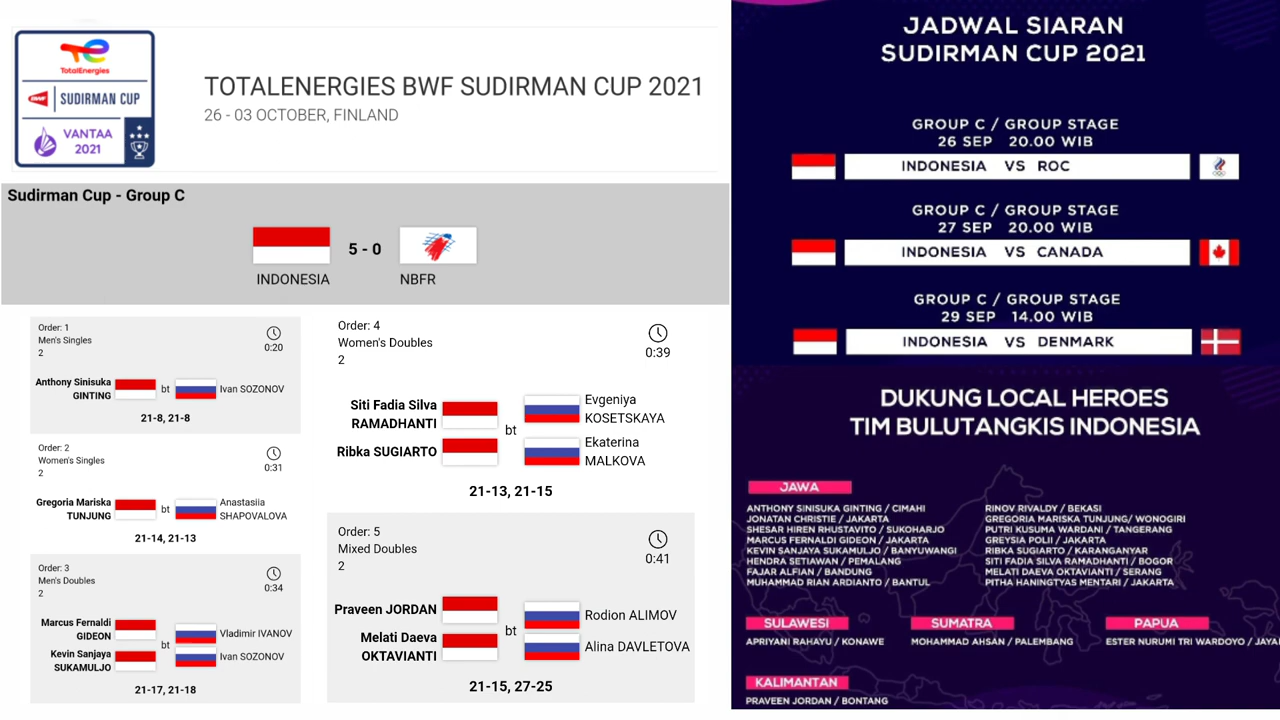 TotalEnergies
BWF SUDIRMAN CUP
VANTAA
2021
TOTALENERGIES BWF SUDIRMAN CUP 2021
26 - 03 OCTOBER, FINLAND
Sudirman Cup - Group C
5 - 0
INDONESIA NBFR
Order: 1
Men's Singles
2
0:20
Anthony Sinisuka
GINTING
bt
Ivan SOZONOV
21-8, 21-8
Order: 2
Women's Singles
2
0:31
Gregoria Mariska
TUNJUNG
bt
Anastasiia
SHAPOVALOVA
21-14, 21-13
Order: 3
Men's Doubles
2
0:34
Marcus Fernaldi
GIDEON
Kevin Sanjaya
SUKAMULJO
bt
Vladimir IVANOV
Ivan SOZONOV
21-17, 21-18
Order: 4
Women's Doubles
2
0:39
Siti Fadia Silva
RAMADHANTI
Ribka SUGIARTO
bt
Evgeniya
KOSETSKAYA
Ekaterina
MALKOVA
21-13, 21-15
Order: 5
Mixed Doubles
2
0:41
Praveen JORDAN
Melati Daeva
OKTAVIANTI
bt
Rodion ALIMOV
Alina DAVLETOVA
21-15, 27-25
JADWAL SIARAN
SUDIRMAN CUP 2021
GROUP C / GROUP STAGE
26 SEP 20.00 WIB
INDONESIA VS ROC
GROUP C / GROUP STAGE
27 SEP 20.00 WIB
INDONESIA VS CANADA
GROUP C / GROUP STAGE
29 SEP 14.00 WIB
INDONESIA VS DENMARK
DUKUNG LOCAL HEROES
TIM BULUTANGKIS INDONESIA
JAWA
ANTHONY SINISUKA GINTING / CIMAHI
JONATAN CHRISTIE / JAKARTA
SHESAR HIREN RHUSTAVITO / SUKOHARJO
MARCUS FERNALDI GIDEON / JAKARTA
KEVIN SANJAYA SUKAMULJO / BANYUWANGI
HENDRA SETIAWAN / PEMALANG
FAJAR ALFIAN / BANDUNG
MUHAMMAD RIAN ARDIANTO / BANTUL
RINOV RIVALDY / BEKASI
GREGORIA MARISKA TUNJUNG/ WONOGIRI
PUTRI KUSUMA WARDANI / TANGERANG
GREYSIA POLII / JAKARTA
RIBKA SUGIARTO / KARANGANYAR
SITI FADIA SILVA RAMADHANTI / BOGOR
MELATI DAEVA OKTAVIANTI / SERANG
PITHA HANINGTYAS MENTARI / JAKARTA
SULAWESI
APRIYANI RAHAYU / KONAWE
SUMATRA
MOHAMMAD AHSAN / PALEMBANG
PAPUA
ESTER NURUMI TRI WARDOYO / JAYA
KALIMANTAN
PRAVEEN JORDAN / BONTANG